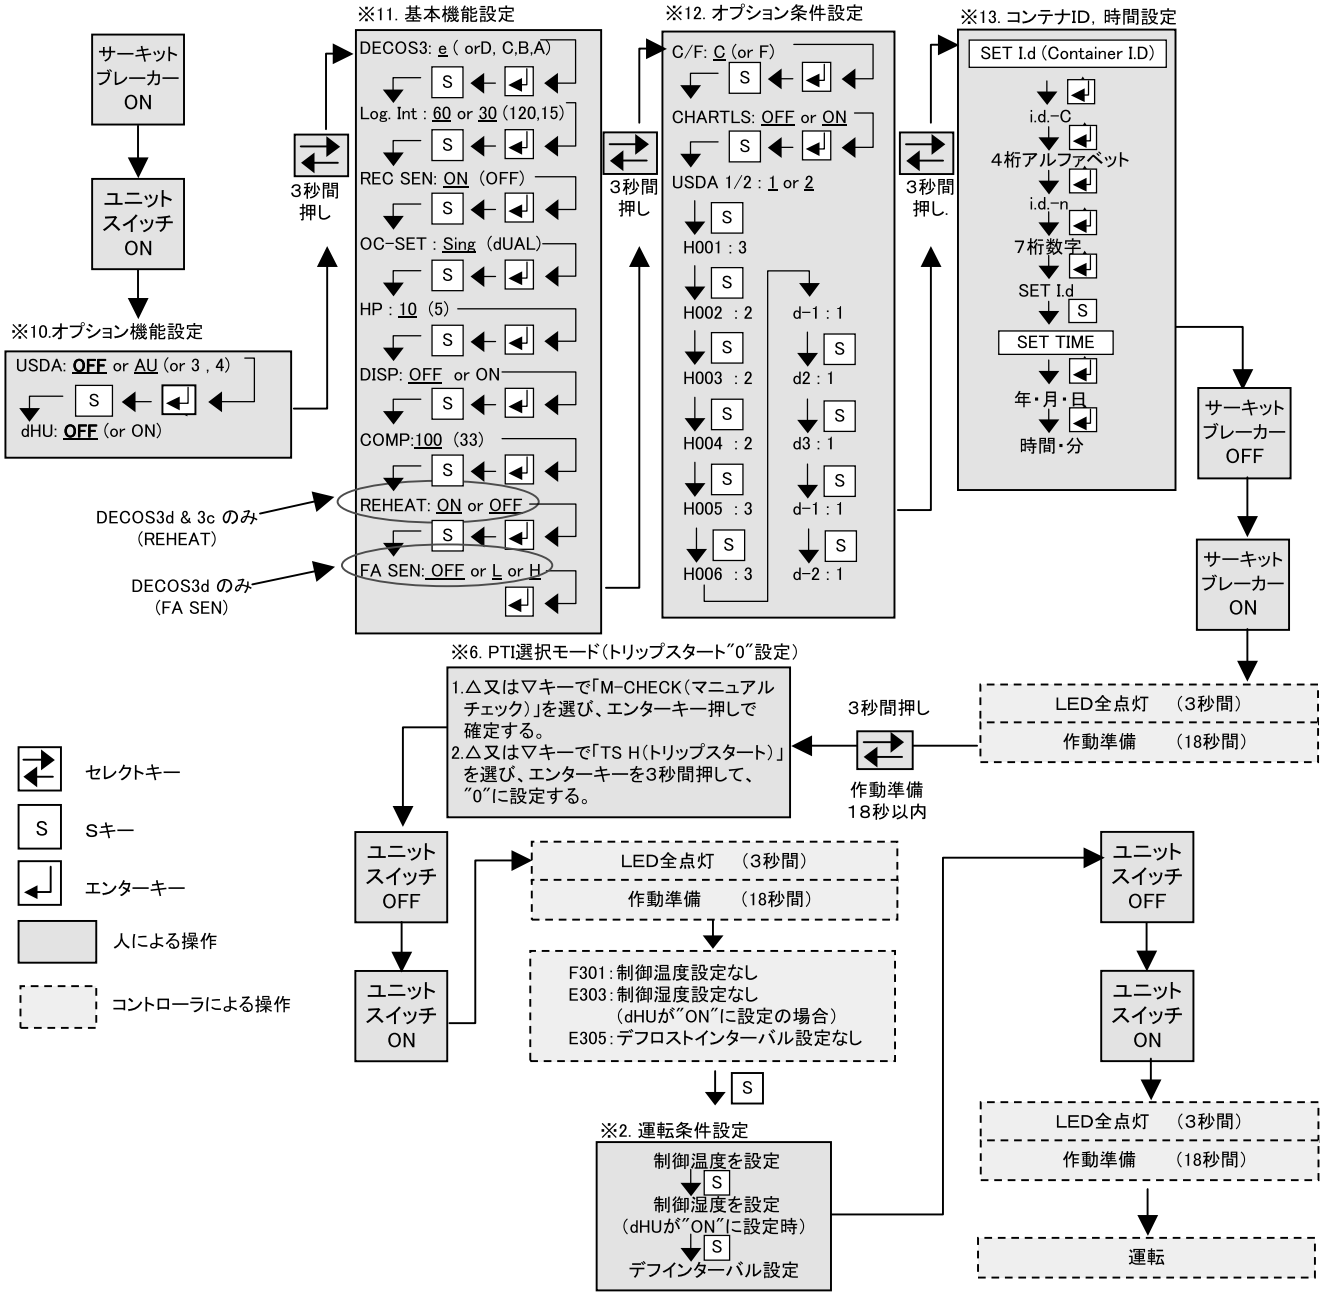 サーキット
ブレーカー
ON
ユニット
スイッチ
ON
※10.オプション機能設定
USDA: OFF or AU (or 3 , 4)
S
dHU: OFF (or ON)
3秒間
押し
※11. 基本機能設定
DECOS3: e ( orD, C,B,A)
S
Log. Int : 60 or 30 (120,15)
S
REC SEN: ON (OFF)
S
OC-SET : Sing (dUAL)
S
HP : 10 (5)
S
DISP: OFF or ON
S
COMP:100 (33)
S
REHEAT: ON or OFF
S
FA SEN: OFF or L or H
DECOS3d & 3c のみ
(REHEAT)
DECOS3d のみ
(FA SEN)
3秒間
押し
※12. オプション条件設定
C/F: C (or F)
S
CHARTLS: OFF or ON
S
USDA 1/2 : 1 or 2
S
H001 : 3
S
H002 : 2
S
H003 : 2
S
H004 : 2
S
H005 : 3
S
H006 : 3
d-1 : 1
S
d2 : 1
S
d3 : 1
S
d-1 : 1
S
d-2 : 1
3秒間
押し.
※13. コンテナID, 時間設定
SET I.d (Container I.D)
i.d.-C
4桁アルファベット
i.d.-n
7桁数字
SET I.d
S
SET TIME
年・月・日
時間・分
サーキット
ブレーカー
OFF
サーキット
ブレーカー
ON
LED全点灯 (3秒間)
作動準備 (18秒間)
3秒間押し
作動準備
18秒以内
※6. PTI選択モード(トリップスタート"0"設定)
1.△又は▽キーで「M-CHECK(マニュアル
チェック)」を選び、エンターキー押しで
確定する。
2.△又は▽キーで「TS H(トリップスタート)」
を選び、エンターキーを3秒間押して、
"0"に設定する。
セレクトキー
S
Sキー
エンターキー
人による操作
コントローラによる操作
ユニット
スイッチ
OFF
ユニット
スイッチ
ON
LED全点灯 (3秒間)
作動準備 (18秒間)
F301:制御温度設定なし
E303:制御湿度設定なし
(dHUが"ON"に設定の場合)
E305:デフロストインターバル設定なし
S
※2. 運転条件設定
制御温度を設定
S
制御湿度を設定
(dHUが"ON"に設定時)
S
デフインターバル設定
ユニット
スイッチ
OFF
ユニット
スイッチ
ON
LED全点灯 (3秒間)
作動準備 (18秒間)
運転